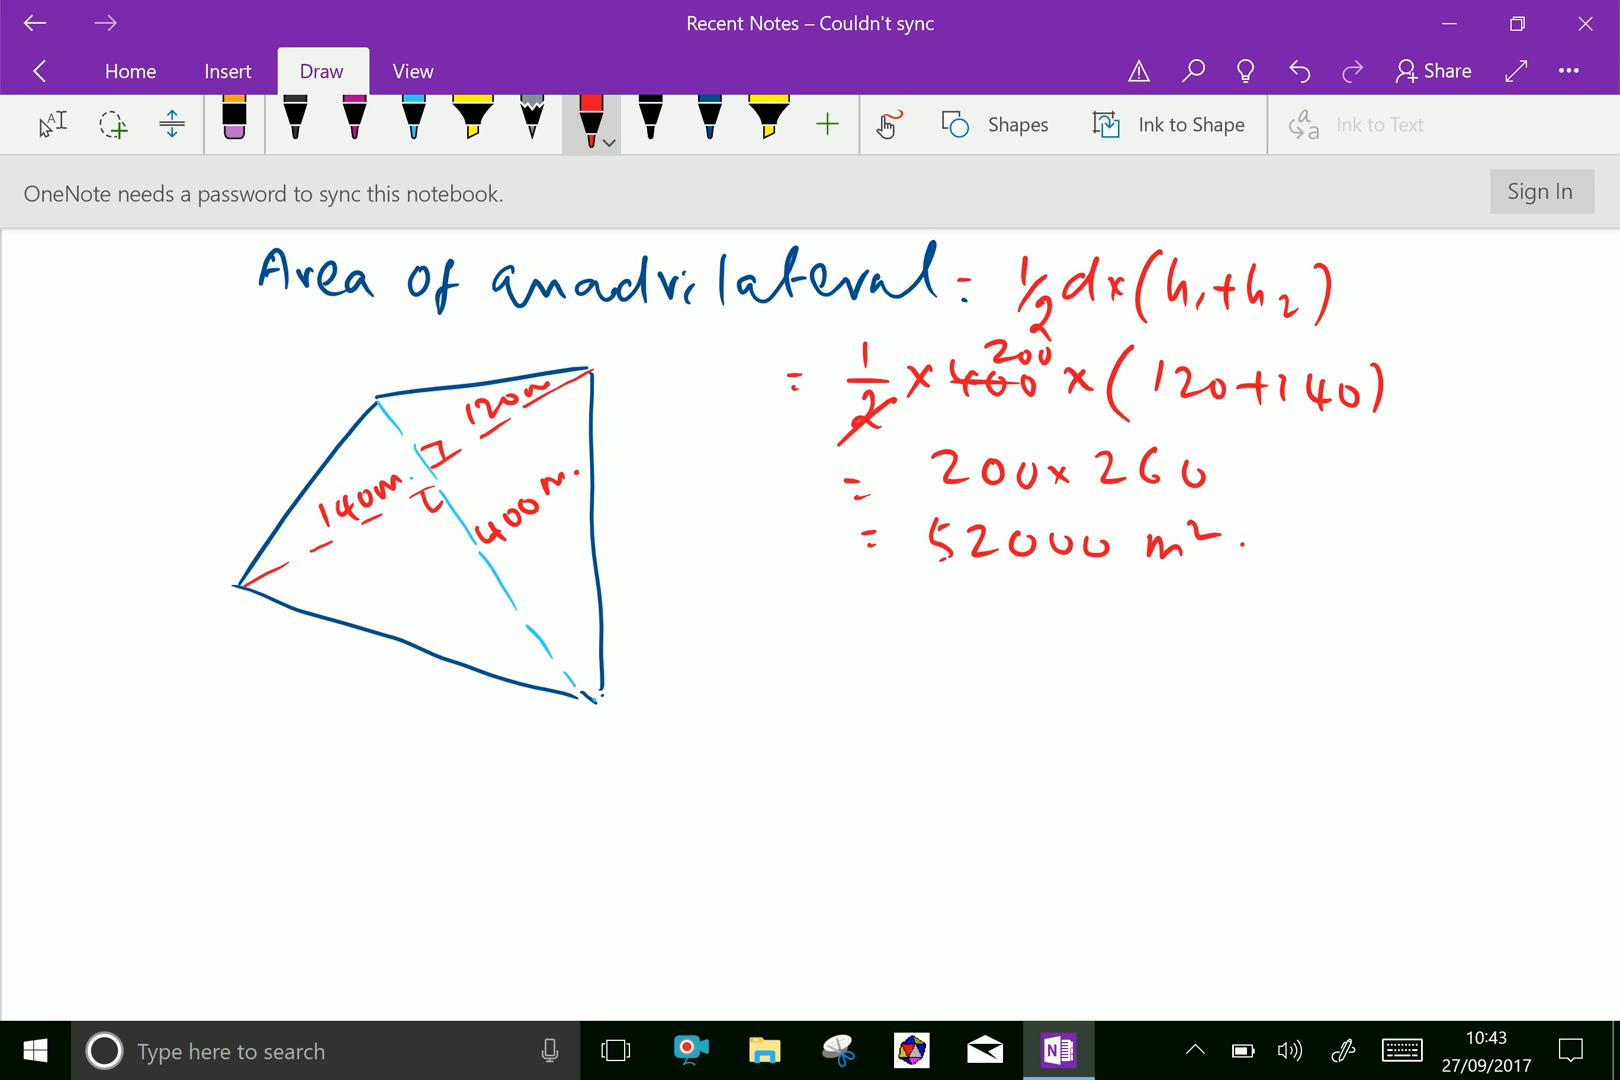 Recent Notes – Couldn't sync
Home Insert Draw View Share
Shapes Ink to Shape Ink to Text
OneNote needs a password to sync this notebook. Sign In
Area of quadrilateral = 1/2 d × (h₁ + h₂)
= 1/2 × 400 200 × (120 + 140)
= 200 × 260
= 52000 m².
120m
140m.
400m.
Type here to search
10:43
27/09/2017